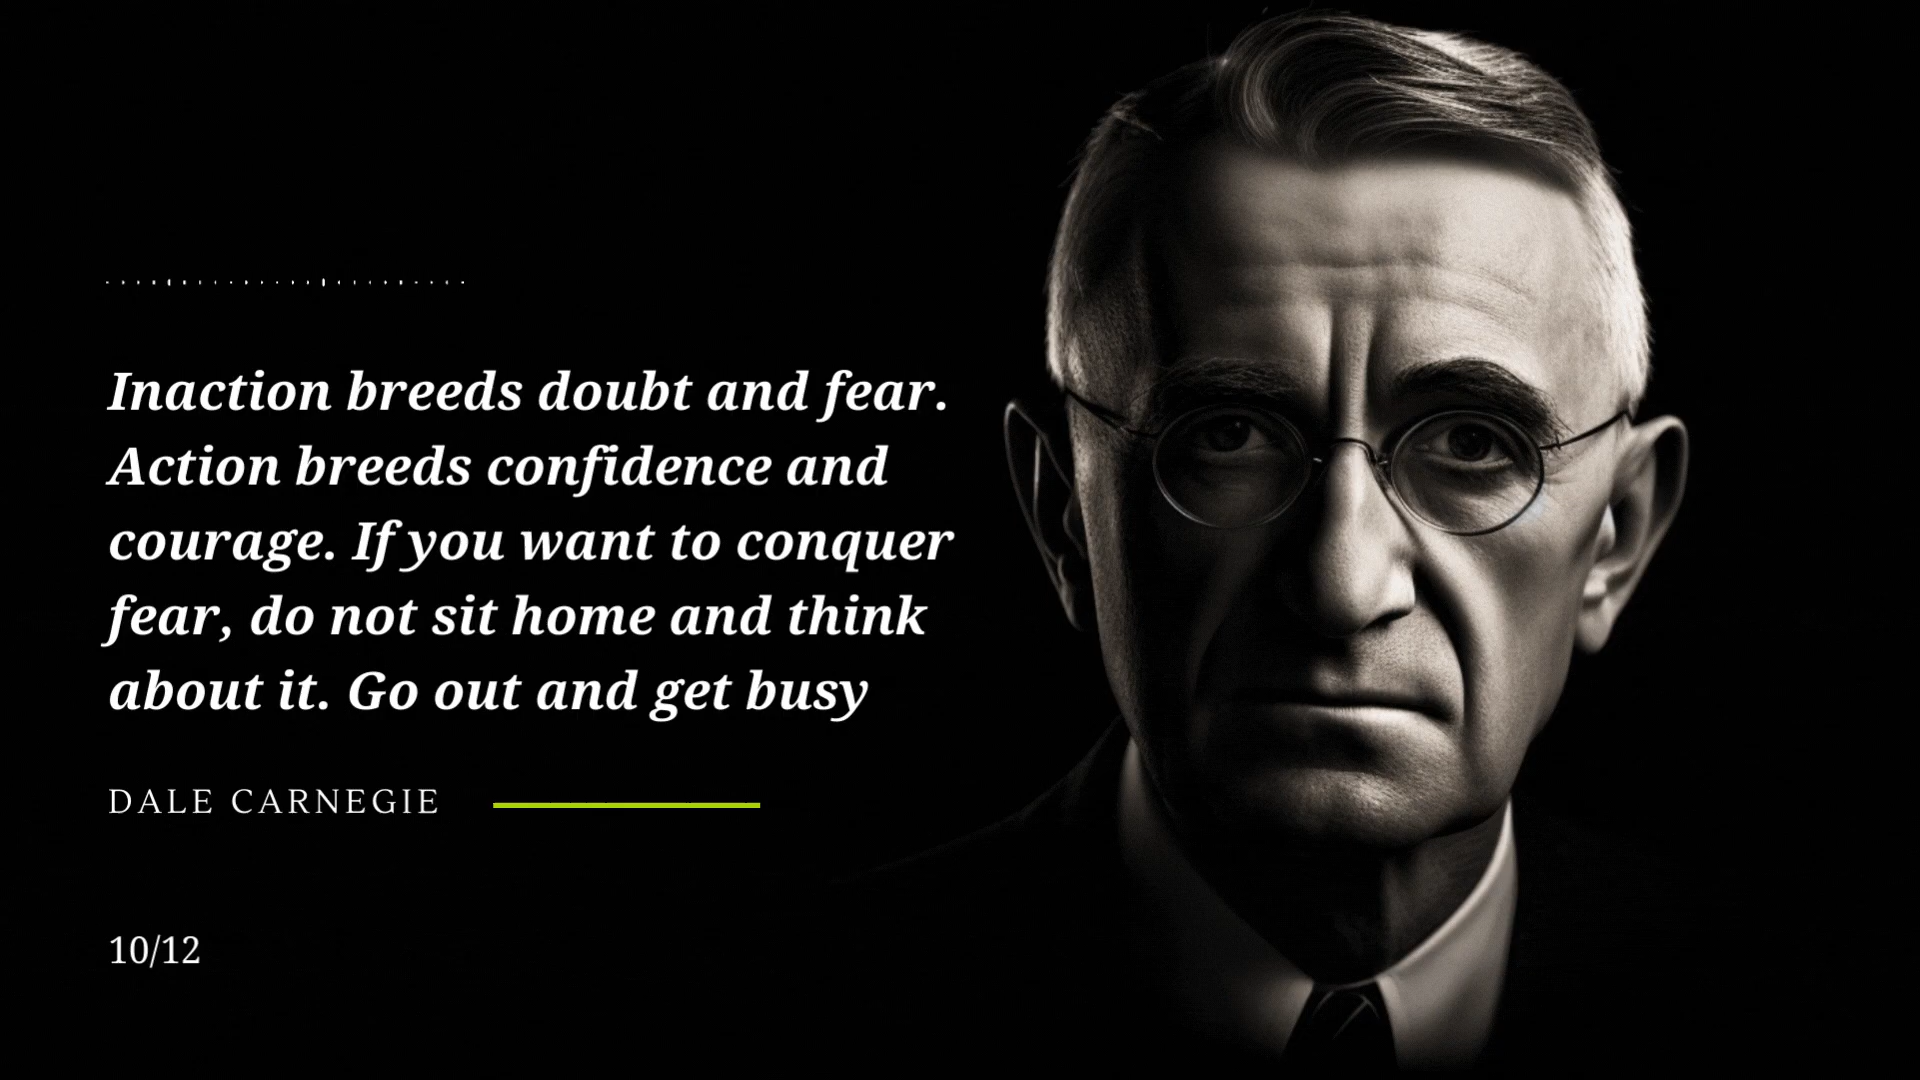 Inaction breeds doubt and fear.
Action breeds confidence and
courage. If you want to conquer
fear, do not sit home and think
about it. Go out and get busy
DALE CARNEGIE
10/12